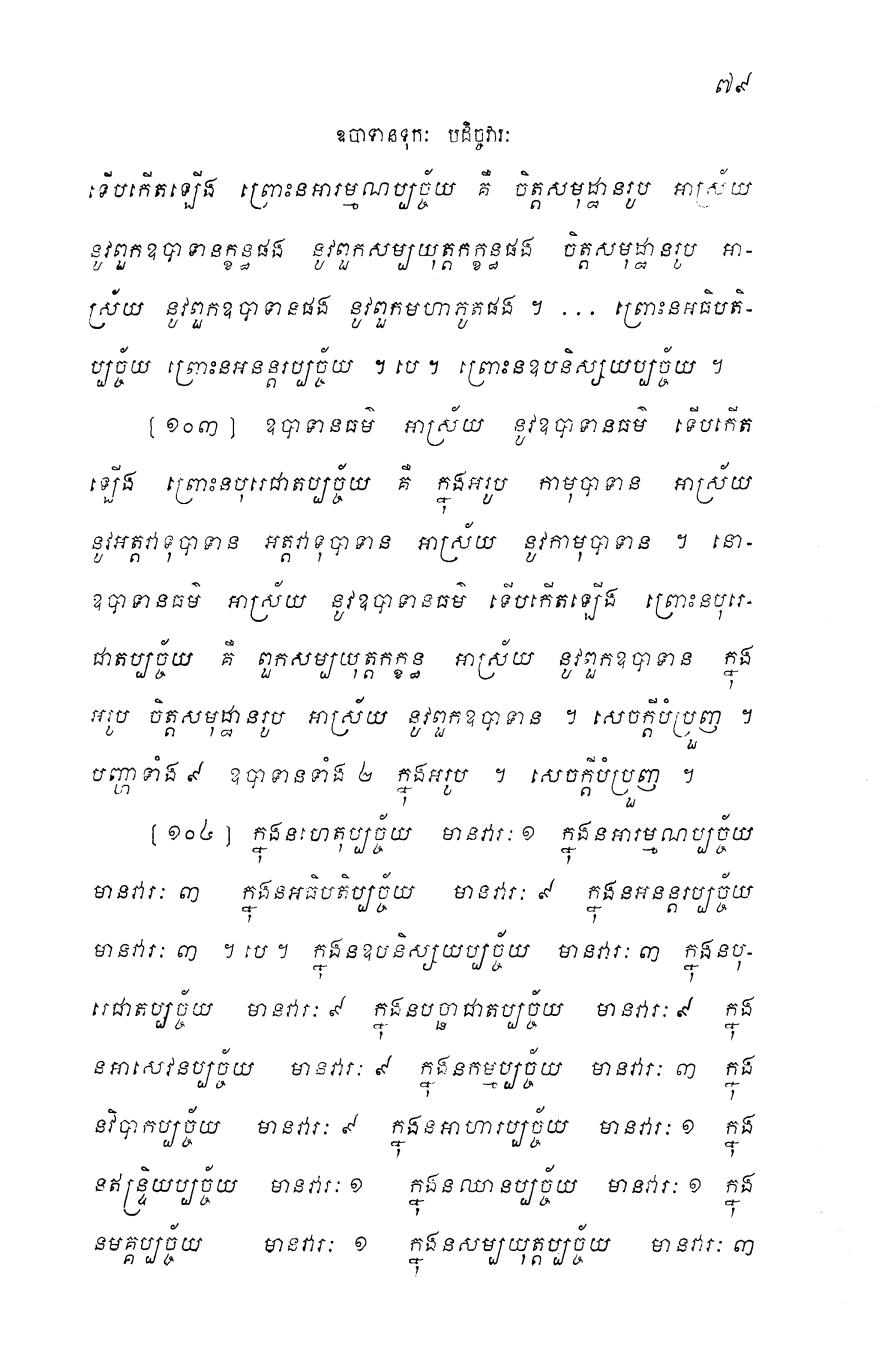 ៧៩
ឧបាទានទុកៈ បដិច្ចវារៈ
ទើបកើតឡើង ព្រោះនអារម្មណប្បច្ច័យ គឺ ចិត្តសមុដ្ឋានរូប អាស្រ័យ
នូវពួកឧបាទានក្ខន្ធផង នូវពួកសម្បយុត្តកក្ខន្ធផង ចិត្តសមុដ្ឋានរូប អា-
ស្រ័យ នូវពួកឧបាទានផង នូវពួកមហាភូតផង ។ ... ព្រោះនអធិបតិ-
ប្បច្ច័យ ព្រោះនអនន្តរប្បច្ច័យ ។ បេ ។ ព្រោះនឧបនិស្សយប្បច្ច័យ ។
[ ១០៣ ] ឧបាទានធម៌ អាស្រ័យ នូវឧបាទានធម៌ ទើបកើត
ឡើង ព្រោះនបុរេជាតប្បច្ច័យ គឺ ក្នុងអរូប កាមុបាទាន អាស្រ័យ
នូវអត្តវាទុបាទាន អត្តវាទុបាទាន អាស្រ័យ នូវកាមុបាទាន ។ នោ-
ឧបាទានធម៌ អាស្រ័យ នូវឧបាទានធម៌ ទើបកើតឡើង ព្រោះនបុរេ-
ជាតប្បច្ច័យ គឺ ពួកសម្បយុត្តកក្ខន្ធ អាស្រ័យ នូវពួកឧបាទាន ក្នុង
អរូប ចិត្តសមុដ្ឋានរូប អាស្រ័យ នូវពួកឧបាទាន ។ សេចក្តីបំប្រួញ ។
បញ្ហាទាំង ៩ ឧបាទានទាំង ៤ ក្នុងអរូប ។ សេចក្តីបំប្រួញ ។
[ ១០៤ ] ក្នុងនហេតុប្បច្ច័យ មានវារៈ ១ ក្នុងនអារម្មណប្បច្ច័យ
មានវារៈ ៣ ក្នុងនអធិបតិប្បច្ច័យ មានវារៈ ៩ ក្នុងនអនន្តរប្បច្ច័យ
មានវារៈ ៣ ។ បេ ។ ក្នុងនឧបនិស្សយប្បច្ច័យ មានវារៈ ៣ ក្នុងនបុ-
រេជាតប្បច្ច័យ មានវារៈ ៩ ក្នុងនបច្ឆាជាតប្បច្ច័យ មានវារៈ ៩ ក្នុង
នអាសេវនប្បច្ច័យ មានវារៈ ៩ ក្នុងនកម្មប្បច្ច័យ មានវារៈ ៣ ក្នុង
នវិបាកប្បច្ច័យ មានវារៈ ៩ ក្នុងនអាហារប្បច្ច័យ មានវារៈ ១ ក្នុង
នឥន្ទ្រិយប្បច្ច័យ មានវារៈ ១ ក្នុងនឈានប្បច្ច័យ មានវារៈ ១ ក្នុង
នមគ្គប្បច្ច័យ មានវារៈ ១ ក្នុងនសម្បយុត្តប្បច្ច័យ មានវារៈ ៣